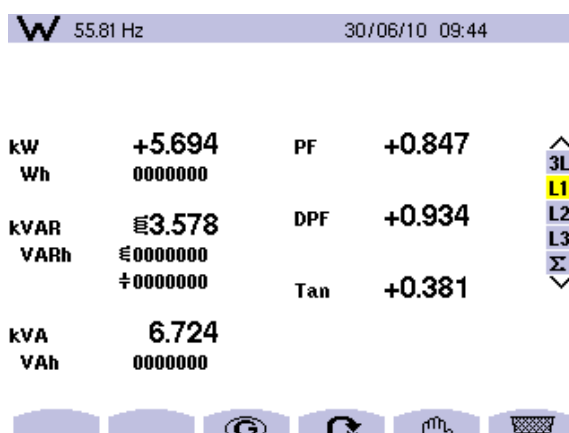 W 55.81 Hz 30/06/10 09:44
kW +5.694 PF +0.847
Wh 0000000
kVAR 3.578 DPF +0.934
VARh 0000000
0000000 Tan +0.381
kVA 6.724
VAh 0000000
3L
L1
L2
L3
Σ
G